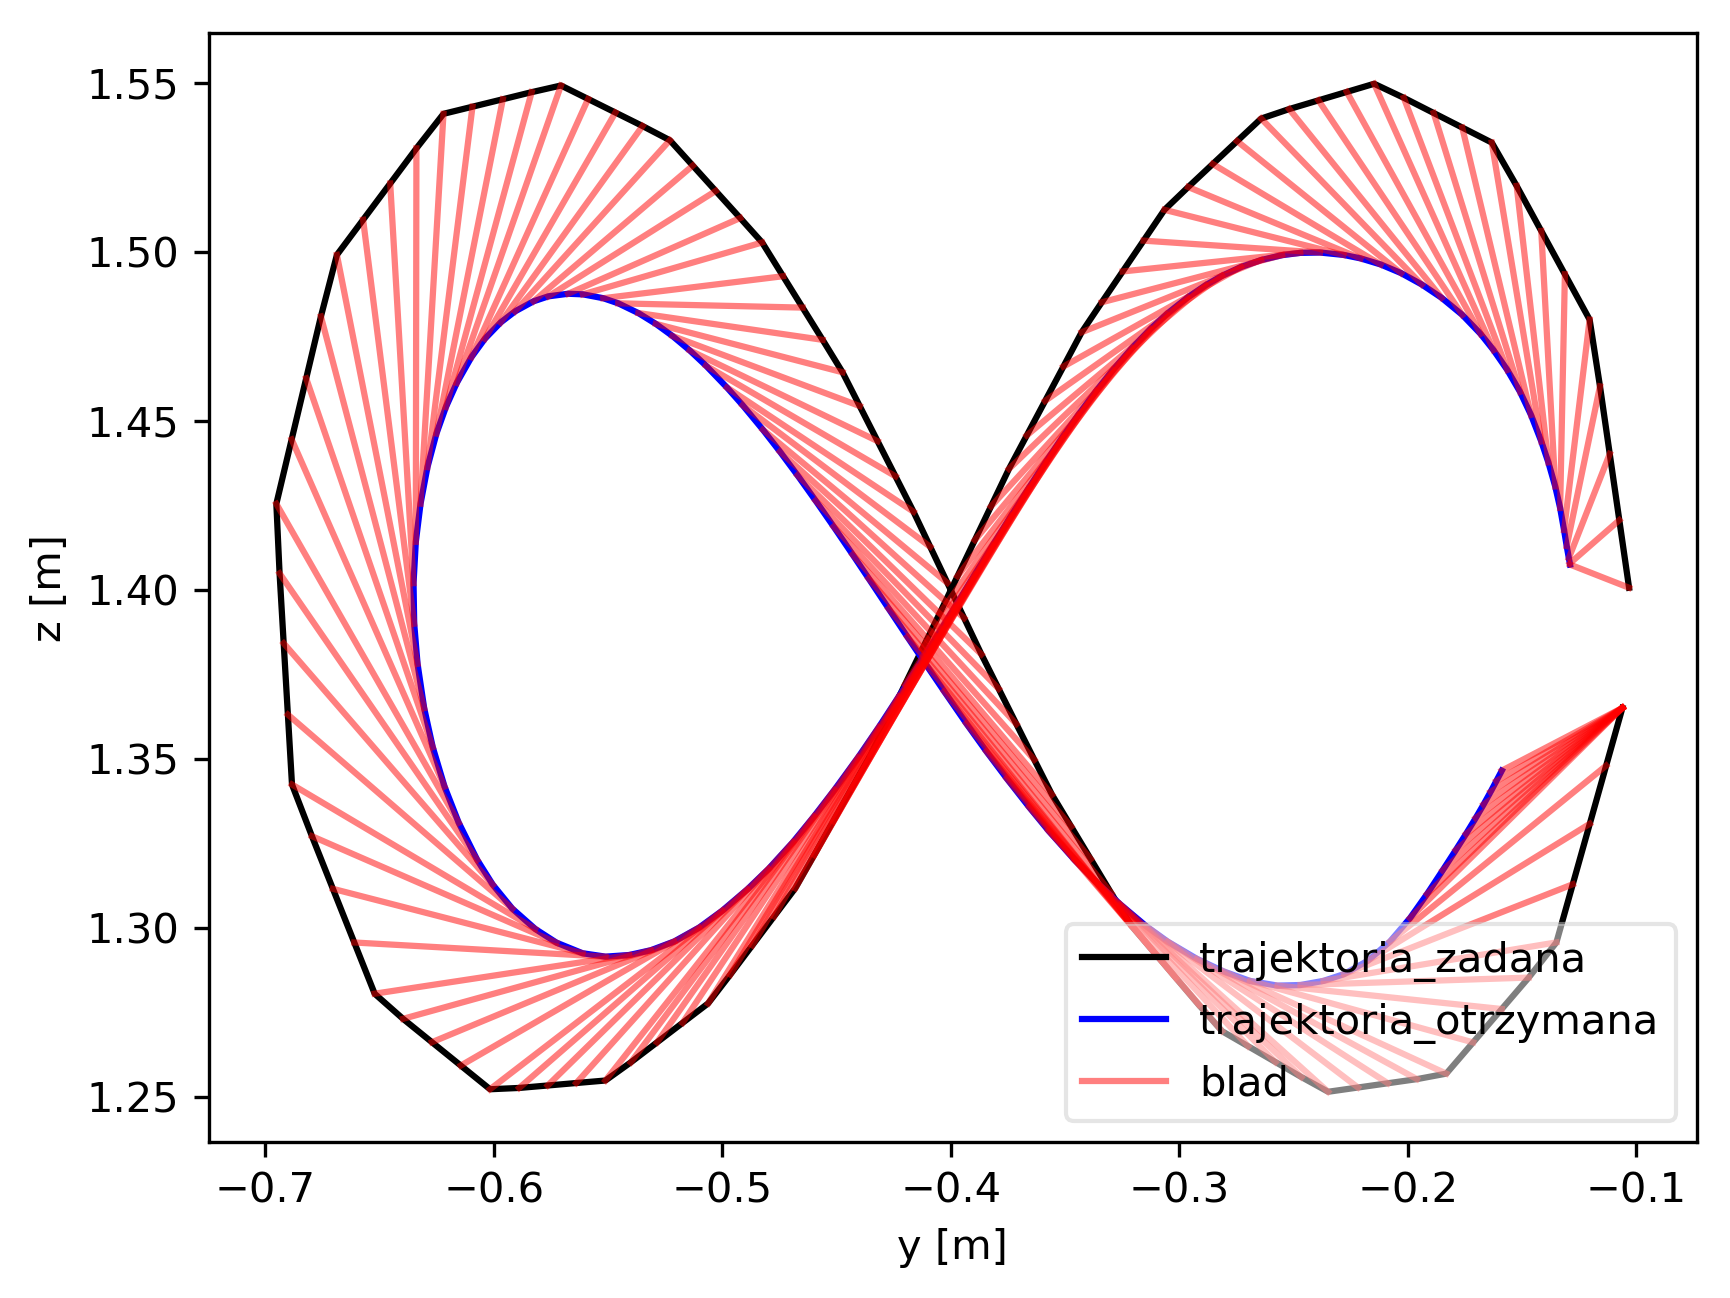 1.55
1.50
1.45
1.40
1.35
1.30
1.25
z [m]
−0.7 −0.6 −0.5 −0.4 −0.3 −0.2 −0.1
y [m]
trajektoria_zadana
trajektoria_otrzymana
blad